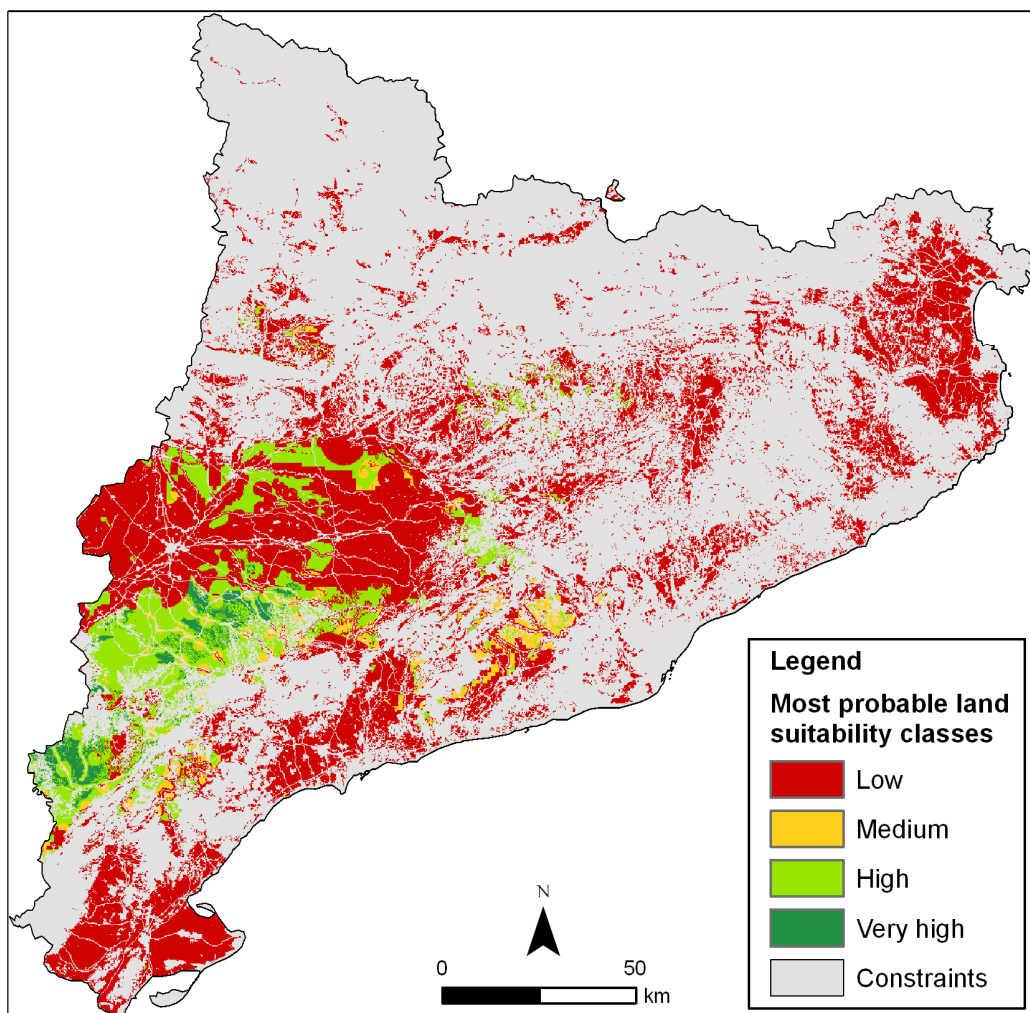 N
0
50
km
Legend
Most probable land
suitability classes
Low
Medium
High
Very high
Constraints